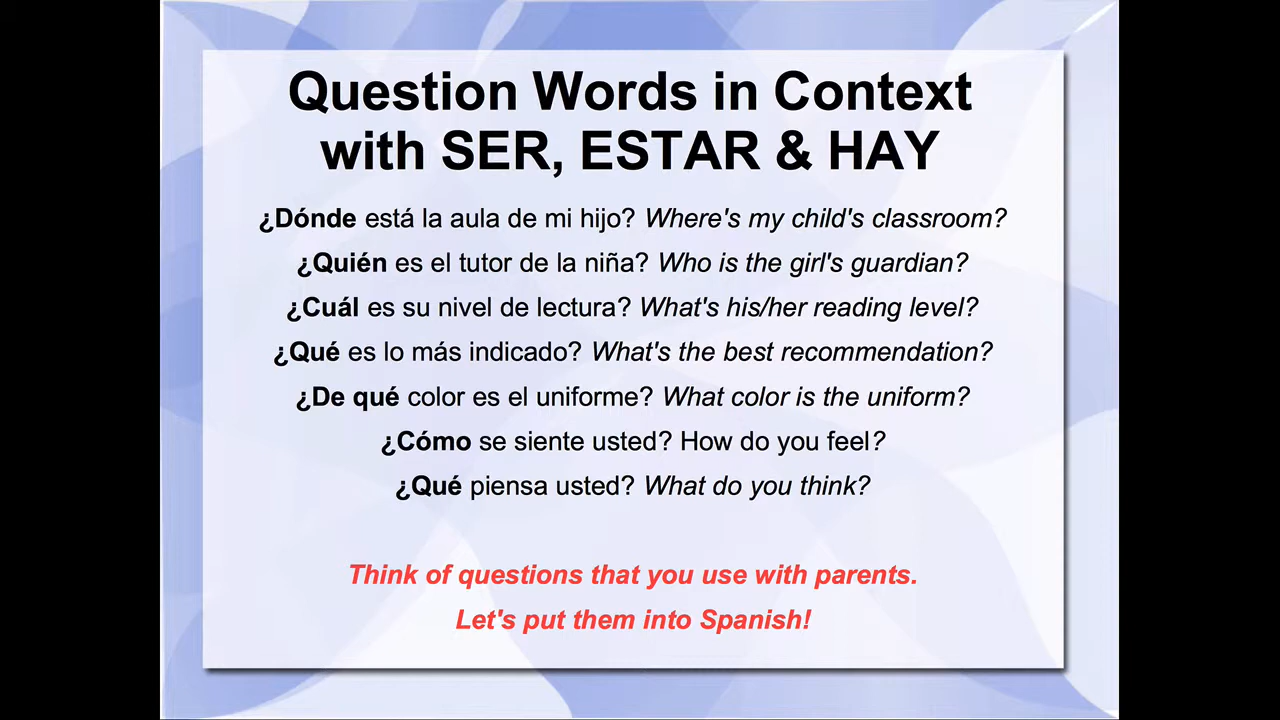 Question Words in Context
with SER, ESTAR & HAY
¿Dónde está la aula de mi hijo? Where's my child's classroom?
¿Quién es el tutor de la niña? Who is the girl's guardian?
¿Cuál es su nivel de lectura? What's his/her reading level?
¿Qué es lo más indicado? What's the best recommendation?
¿De qué color es el uniforme? What color is the uniform?
¿Cómo se siente usted? How do you feel?
¿Qué piensa usted? What do you think?
Think of questions that you use with parents.
Let's put them into Spanish!